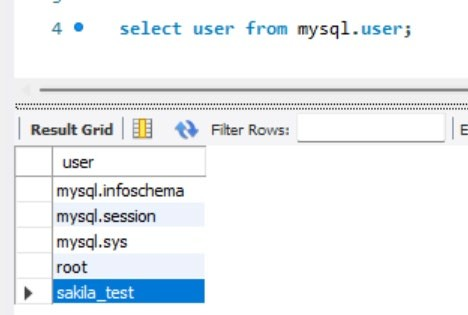 4 select user from mysql.user;
Result Grid Filter Rows:
user
mysql.infoschema
mysql.session
mysql.sys
root
sakila_test